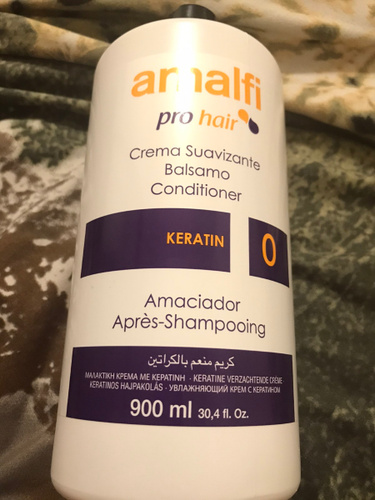 amalfi
pro hair
Crema Suavizante
Balsamo
Conditioner
KERATIN 0
Amaciador
Après-Shampooing
كريم منعم بالكراتين
ΜΑΛΑΚΤΙΚΗ ΚΡΕΜΑ ΜΕ ΚΕΡΑΤΙΝΗ · KERATINE VERZACHTENDE CRÈME
KERATINOS HAJPAKOLÁS · УВЛАЖНЯЮЩИЙ КРЕМ С КЕРАТИНОМ
900 ml 30,4 fl. Oz.